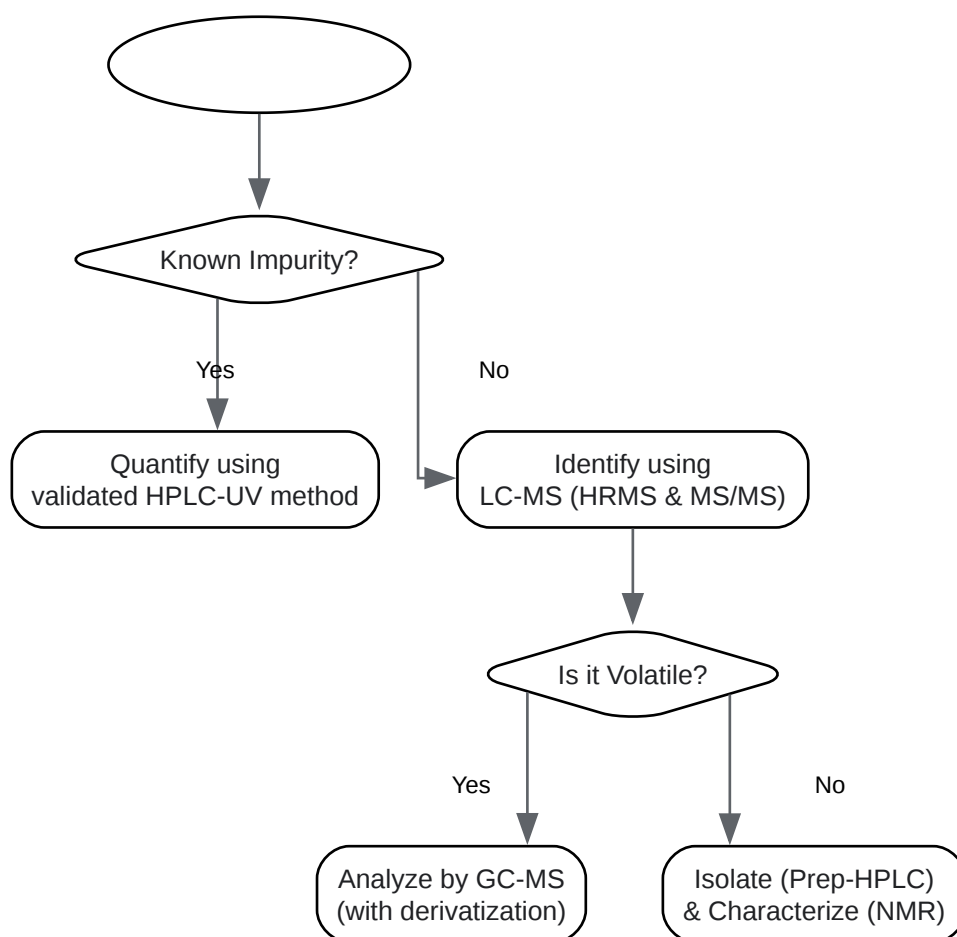 Known Impurity?
Yes
No
Quantify using
validated HPLC-UV method
Identify using
LC-MS (HRMS & MS/MS)
Is it Volatile?
Yes
No
Analyze by GC-MS
(with derivatization)
Isolate (Prep-HPLC)
& Characterize (NMR)